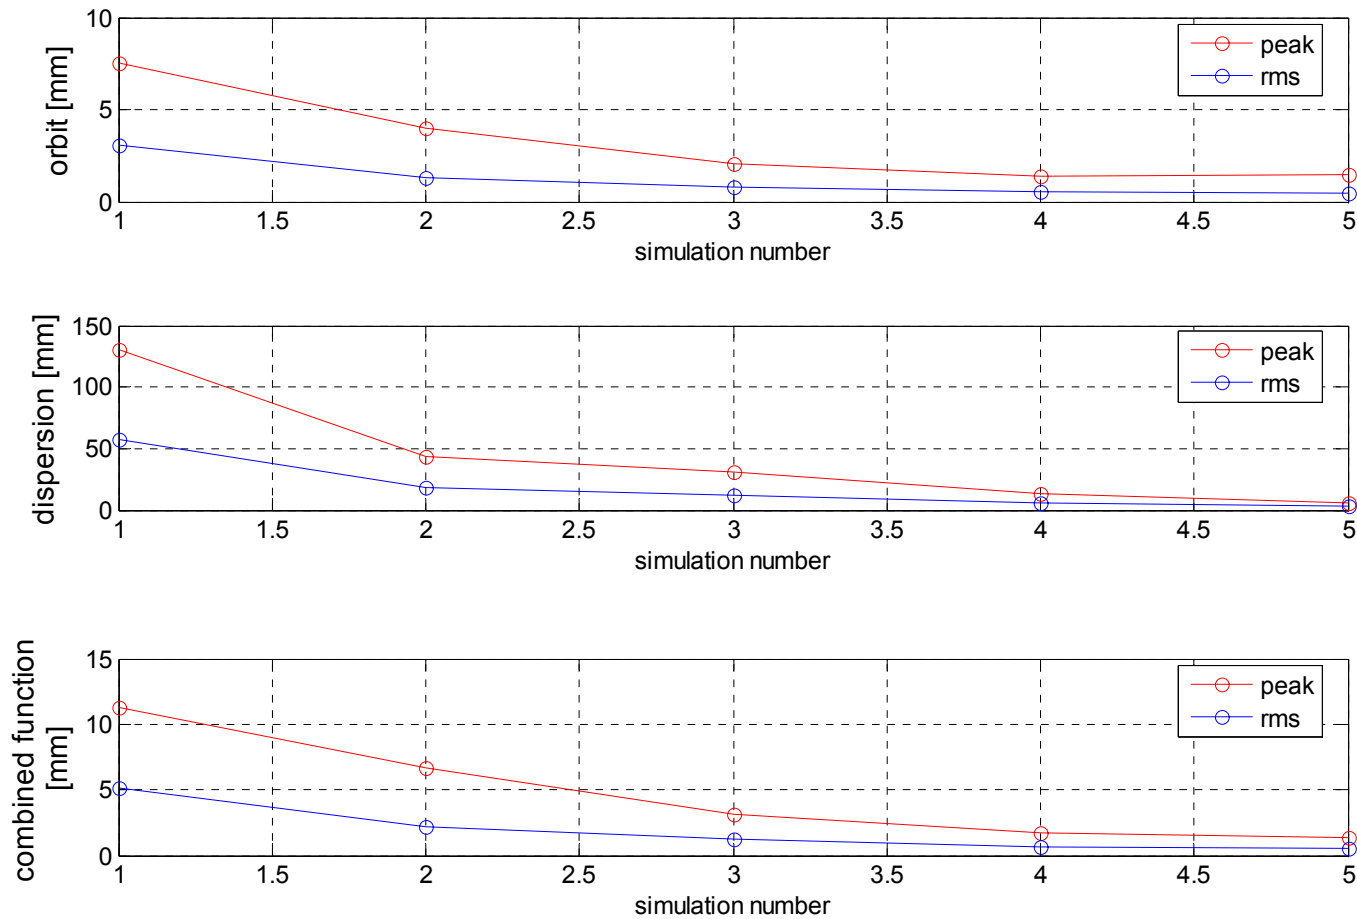 10
5
0
orbit [mm]
peak
rms
1 1.5 2 2.5 3 3.5 4 4.5 5
simulation number
150
100
50
0
dispersion [mm]
peak
rms
1 1.5 2 2.5 3 3.5 4 4.5 5
simulation number
15
10
5
0
combined function
[mm]
peak
rms
1 1.5 2 2.5 3 3.5 4 4.5 5
simulation number